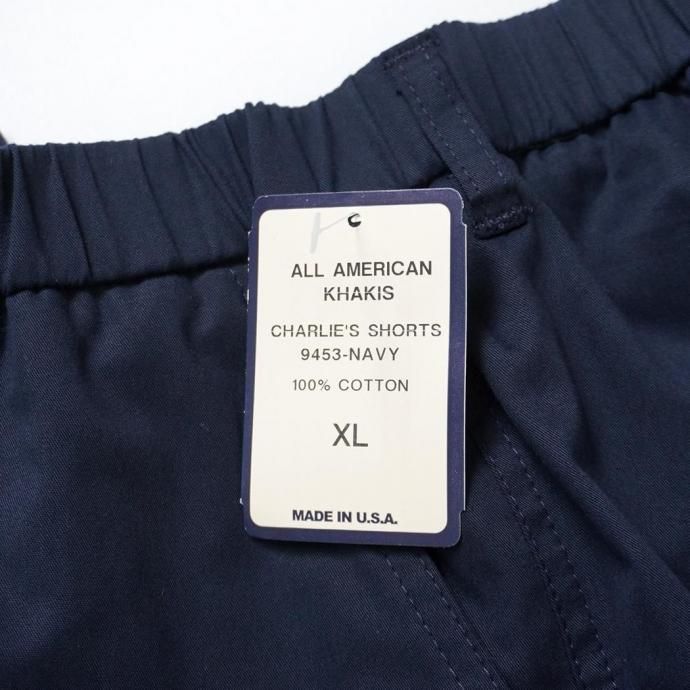 ALL AMERICAN
KHAKIS
CHARLIE'S SHORTS
9453-NAVY
100% COTTON
XL
MADE IN U.S.A.